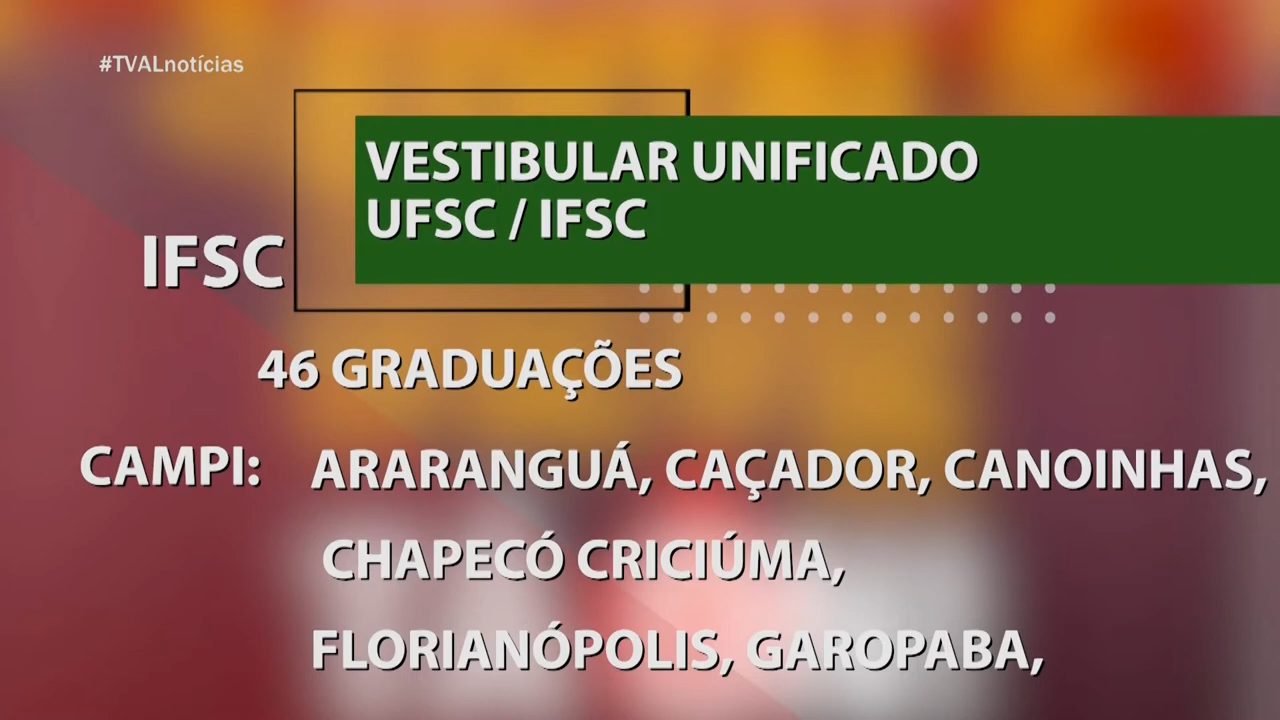 #TVALnotícias
VESTIBULAR UNIFICADO
UFSC / IFSC
IFSC
46 GRADUAÇÕES
CAMPI: ARARANGUÁ, CAÇADOR, CANOINHAS,
CHAPECÓ CRICIÚMA,
FLORIANÓPOLIS, GAROPABA,